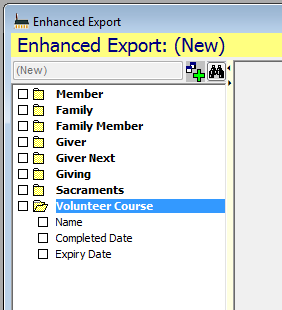 Enhanced Export
Enhanced Export: (New)
(New)
Member
Family
Family Member
Giver
Giver Next
Giving
Sacraments
Volunteer Course
Name
Completed Date
Expiry Date